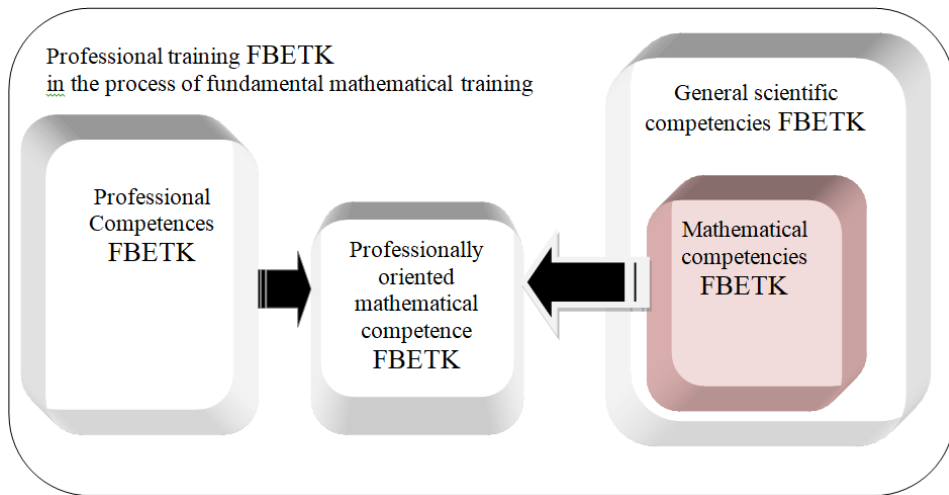 Professional training FBETK
in the process of fundamental mathematical training
General scientific
competencies FBETK
Professional
Competences
FBETK
Professionally
oriented
mathematical
competence
FBETK
Mathematical
competencies
FBETK